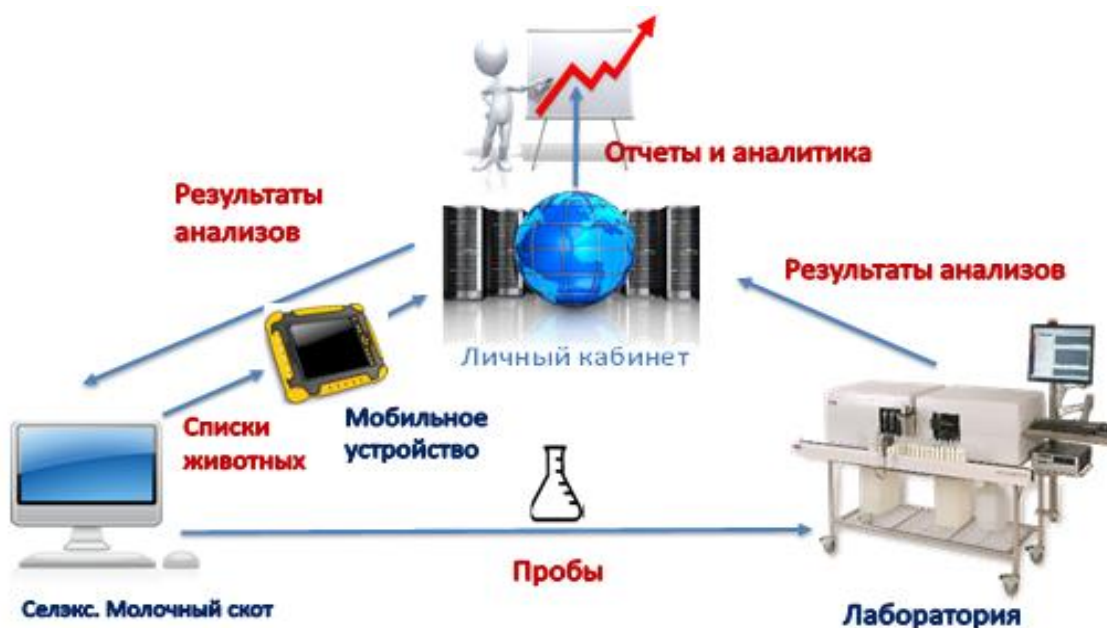 Отчеты и аналитика
Результаты
анализов
Результаты анализов
Личный кабинет
Списки
животных
Мобильное
устройство
Пробы
Селэкс. Молочный скот
Лаборатория